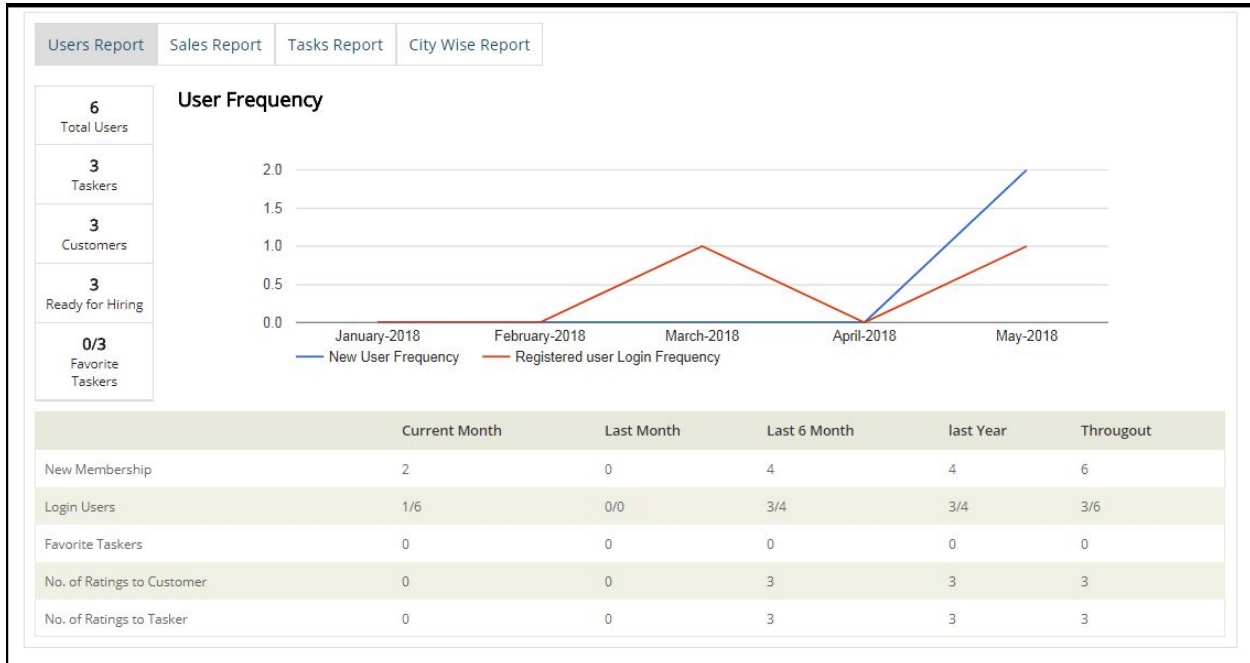 Users Report Sales Report Tasks Report City Wise Report
6
Total Users
3
Taskers
3
Customers
3
Ready for Hiring
0/3
Favorite
Taskers
User Frequency
2.0
1.5
1.0
0.5
0.0
January-2018 February-2018 March-2018 April-2018 May-2018
New User Frequency Registered user Login Frequency
Current Month Last Month Last 6 Month last Year Througout
New Membership 2 0 4 4 6
Login Users 1/6 0/0 3/4 3/4 3/6
Favorite Taskers 0 0 0 0 0
No. of Ratings to Customer 0 0 3 3 3
No. of Ratings to Tasker 0 0 3 3 3